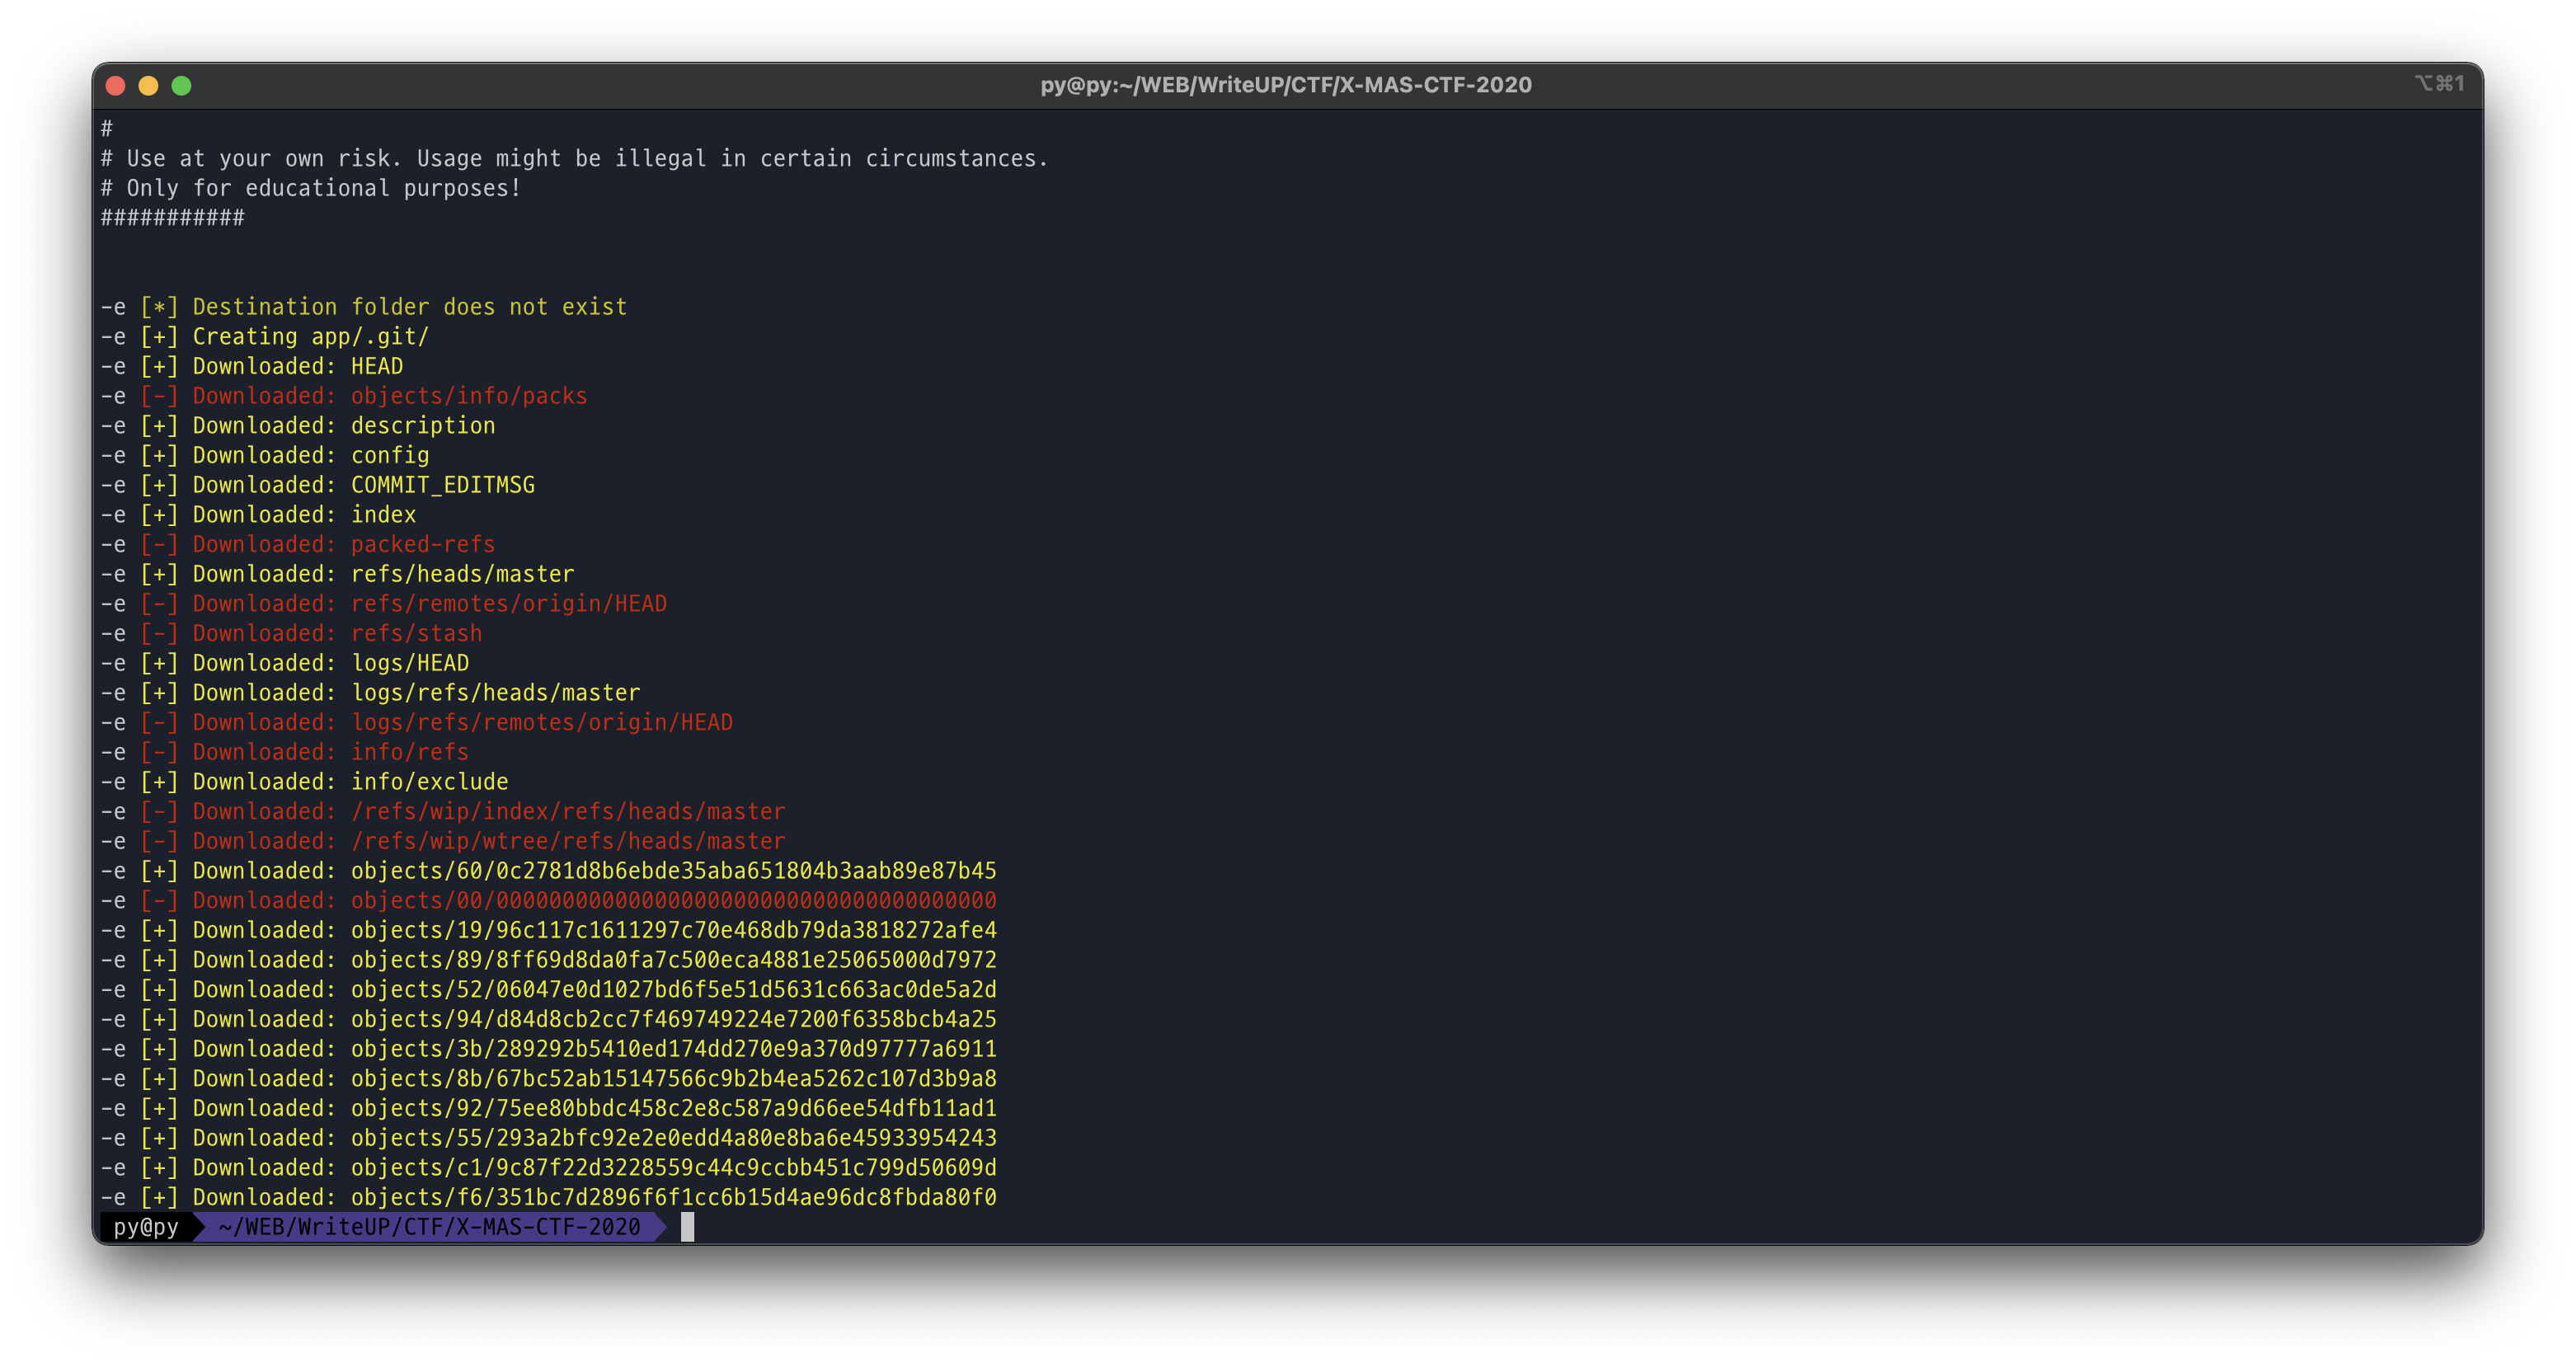 py@py:~/WEB/WriteUP/CTF/X-MAS-CTF-2020 ⌥⌘1
#
# Use at your own risk. Usage might be illegal in certain circumstances.
# Only for educational purposes!
###########
-e [*] Destination folder does not exist
-e [+] Creating app/.git/
-e [+] Downloaded: HEAD
-e [-] Downloaded: objects/info/packs
-e [+] Downloaded: description
-e [+] Downloaded: config
-e [+] Downloaded: COMMIT_EDITMSG
-e [+] Downloaded: index
-e [-] Downloaded: packed-refs
-e [+] Downloaded: refs/heads/master
-e [-] Downloaded: refs/remotes/origin/HEAD
-e [-] Downloaded: refs/stash
-e [+] Downloaded: logs/HEAD
-e [+] Downloaded: logs/refs/heads/master
-e [-] Downloaded: logs/refs/remotes/origin/HEAD
-e [-] Downloaded: info/refs
-e [+] Downloaded: info/exclude
-e [-] Downloaded: /refs/wip/index/refs/heads/master
-e [-] Downloaded: /refs/wip/wtree/refs/heads/master
-e [+] Downloaded: objects/60/0c2781d8b6ebde35aba651804b3aab89e87b45
-e [-] Downloaded: objects/00/00000000000000000000000000000000000000
-e [+] Downloaded: objects/19/96c117c1611297c70e468db79da3818272afe4
-e [+] Downloaded: objects/89/8ff69d8da0fa7c500eca4881e25065000d7972
-e [+] Downloaded: objects/52/06047e0d1027bd6f5e51d5631c663ac0de5a2d
-e [+] Downloaded: objects/94/d84d8cb2cc7f469749224e7200f6358bcb4a25
-e [+] Downloaded: objects/3b/289292b5410ed174dd270e9a370d97777a6911
-e [+] Downloaded: objects/8b/67bc52ab15147566c9b2b4ea5262c107d3b9a8
-e [+] Downloaded: objects/92/75ee80bbdc458c2e8c587a9d66ee54dfb11ad1
-e [+] Downloaded: objects/55/293a2bfc92e2e0edd4a80e8ba6e45933954243
-e [+] Downloaded: objects/c1/9c87f22d3228559c44c9ccbb451c799d50609d
-e [+] Downloaded: objects/f6/351bc7d2896f6f1cc6b15d4ae96dc8fbda80f0
py@py ~/WEB/WriteUP/CTF/X-MAS-CTF-2020